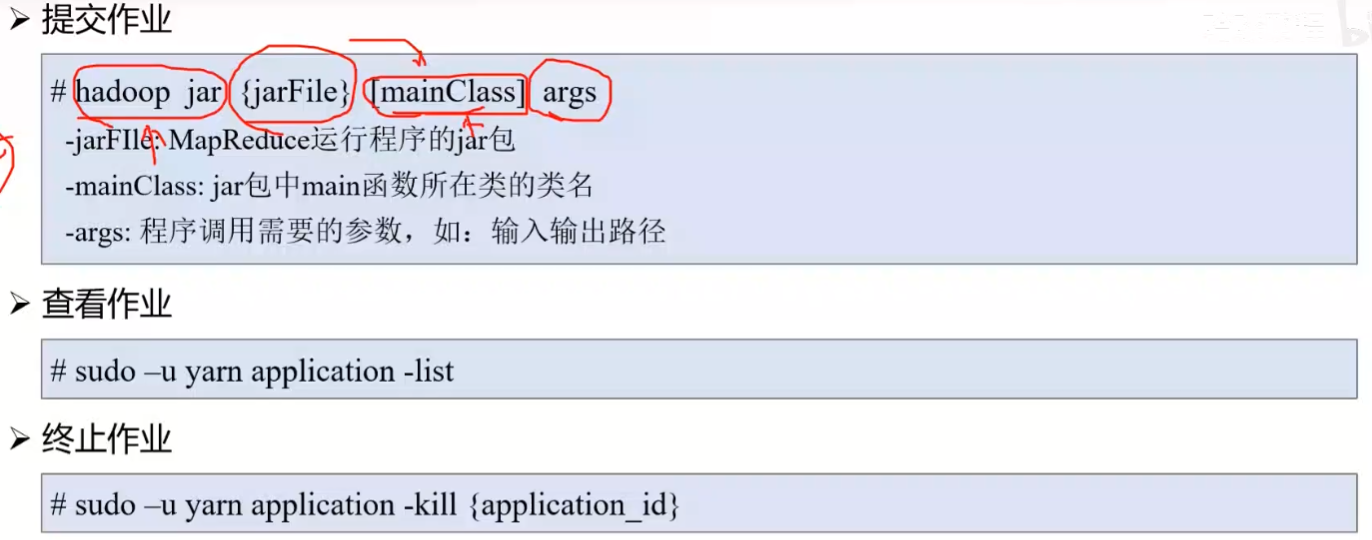 ➢ 提交作业
# hadoop jar {jarFile} [mainClass] args
-jarFIle: MapReduce运行程序的jar包
-mainClass: jar包中main函数所在类的类名
-args: 程序调用需要的参数，如：输入输出路径
➢ 查看作业
# sudo –u yarn application -list
➢ 终止作业
# sudo –u yarn application -kill {application_id}